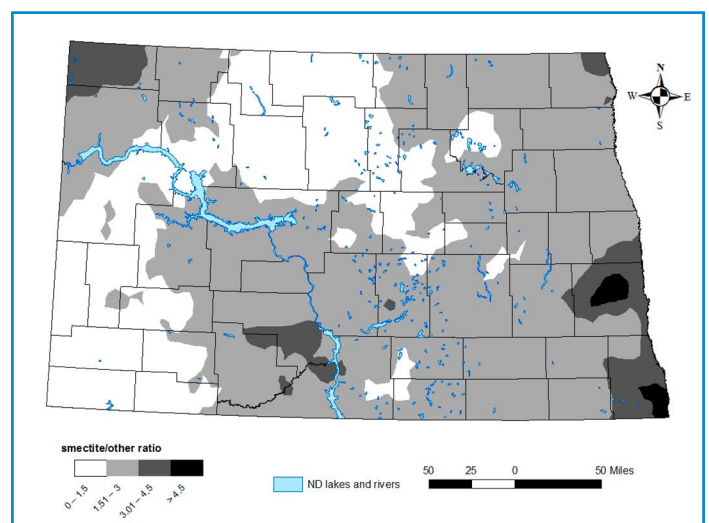 N
W E
S
smectite/other ratio
0 – 1.5
1.51 – 3
3.01 – 4.5
> 4.5
ND lakes and rivers
50 25 0 50 Miles